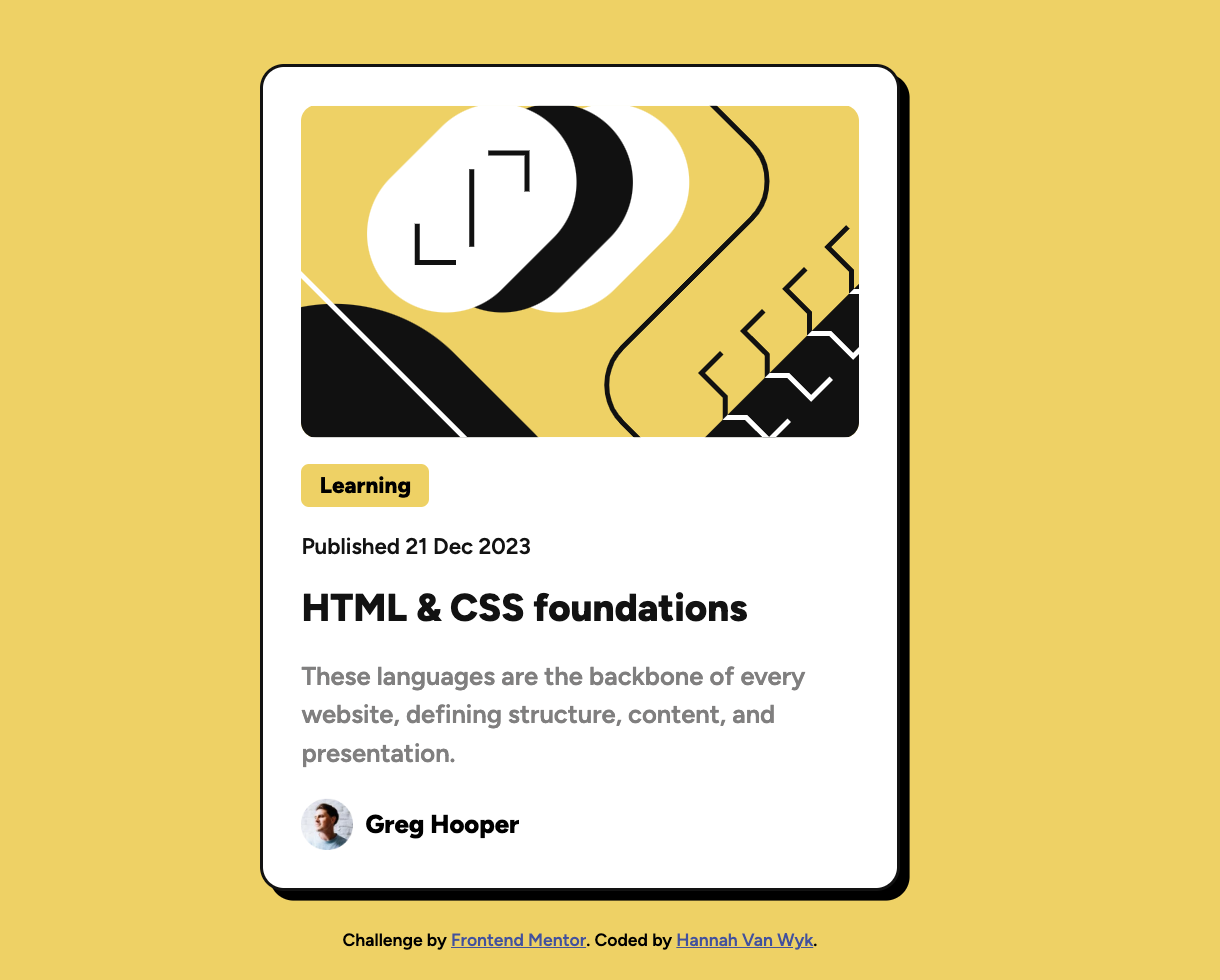 Learning
Published 21 Dec 2023
HTML & CSS foundations
These languages are the backbone of every
website, defining structure, content, and
presentation.
Greg Hooper
Challenge by Frontend Mentor. Coded by Hannah Van Wyk.